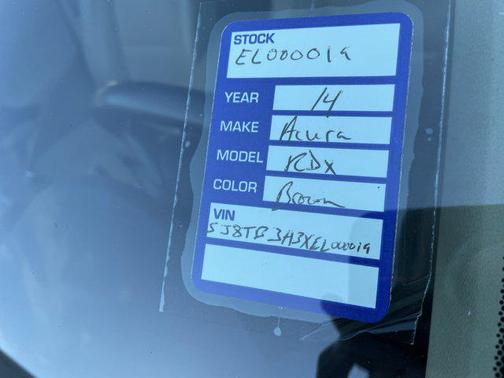 STOCK
EL000019
YEAR 14
MAKE Acura
MODEL RDX
COLOR Brown
VIN
5J8TB3H3XEL000019